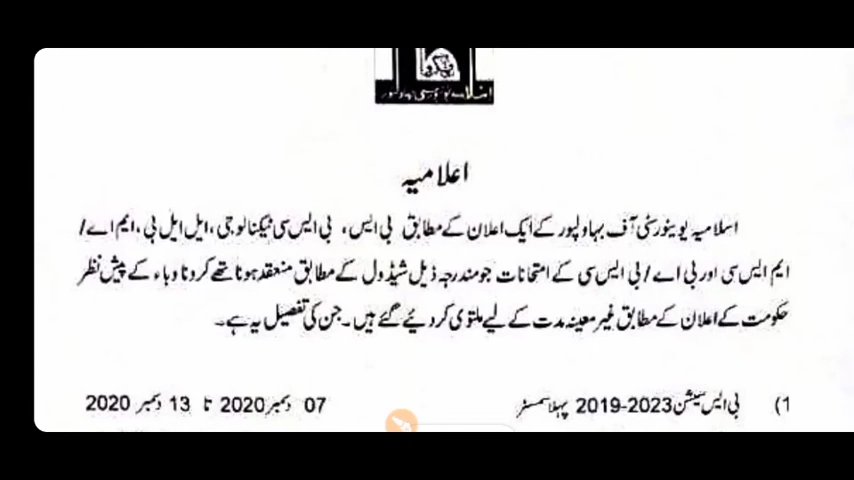 اسلامیہ یونیورسٹی بہاولپور
اعلامیہ
اسلامیہ یونیورسٹی آف بہاولپور کے ایک اعلان کے مطابق بی ایس، بی ایس سی ٹیکنالوجی، ایل ایل بی، ایم اے/
ایم ایس سی اور بی اے/بی ایس سی کے امتحانات جو مندرجہ ذیل شیڈول کے مطابق منعقد ہونا تھے کرونا وباء کے پیش نظر
حکومت کے اعلان کے مطابق غیر معینہ مدت کے لیے ملتوی کر دیئے گئے ہیں۔ جن کی تفصیل یہ ہے۔
(1 بی ایس سیشن 2019-2023 پہلا سمسٹر 07 دسمبر 2020 تا 13 دسمبر 2020